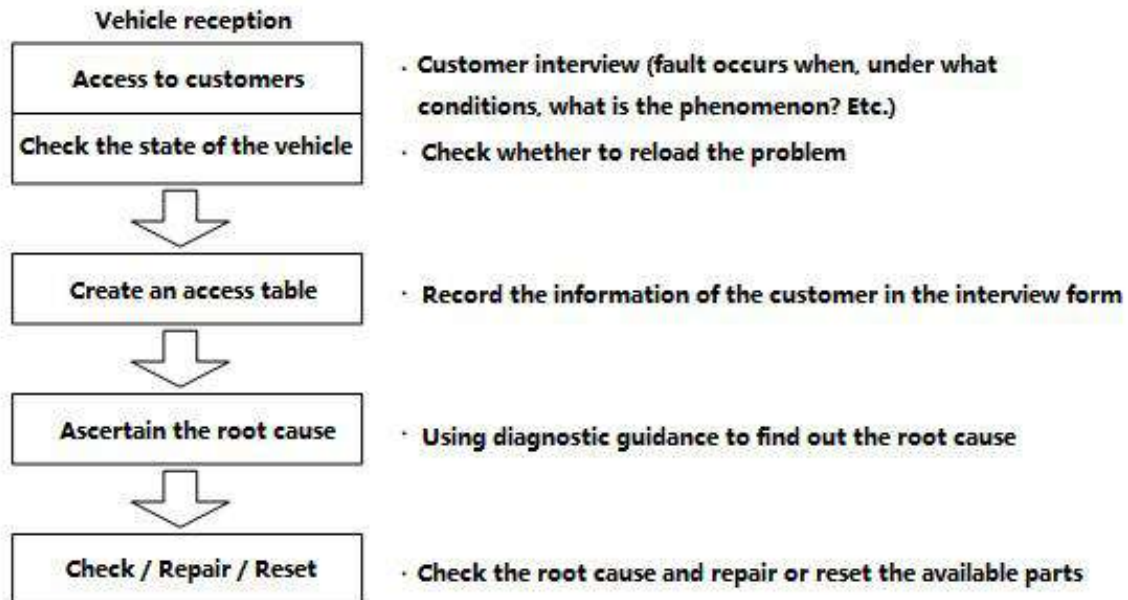 Vehicle reception
Access to customers
· Customer interview (fault occurs when, under what
conditions, what is the phenomenon? Etc.)
Check the state of the vehicle
· Check whether to reload the problem
Create an access table
· Record the information of the customer in the interview form
Ascertain the root cause
· Using diagnostic guidance to find out the root cause
Check / Repair / Reset
· Check the root cause and repair or reset the available parts